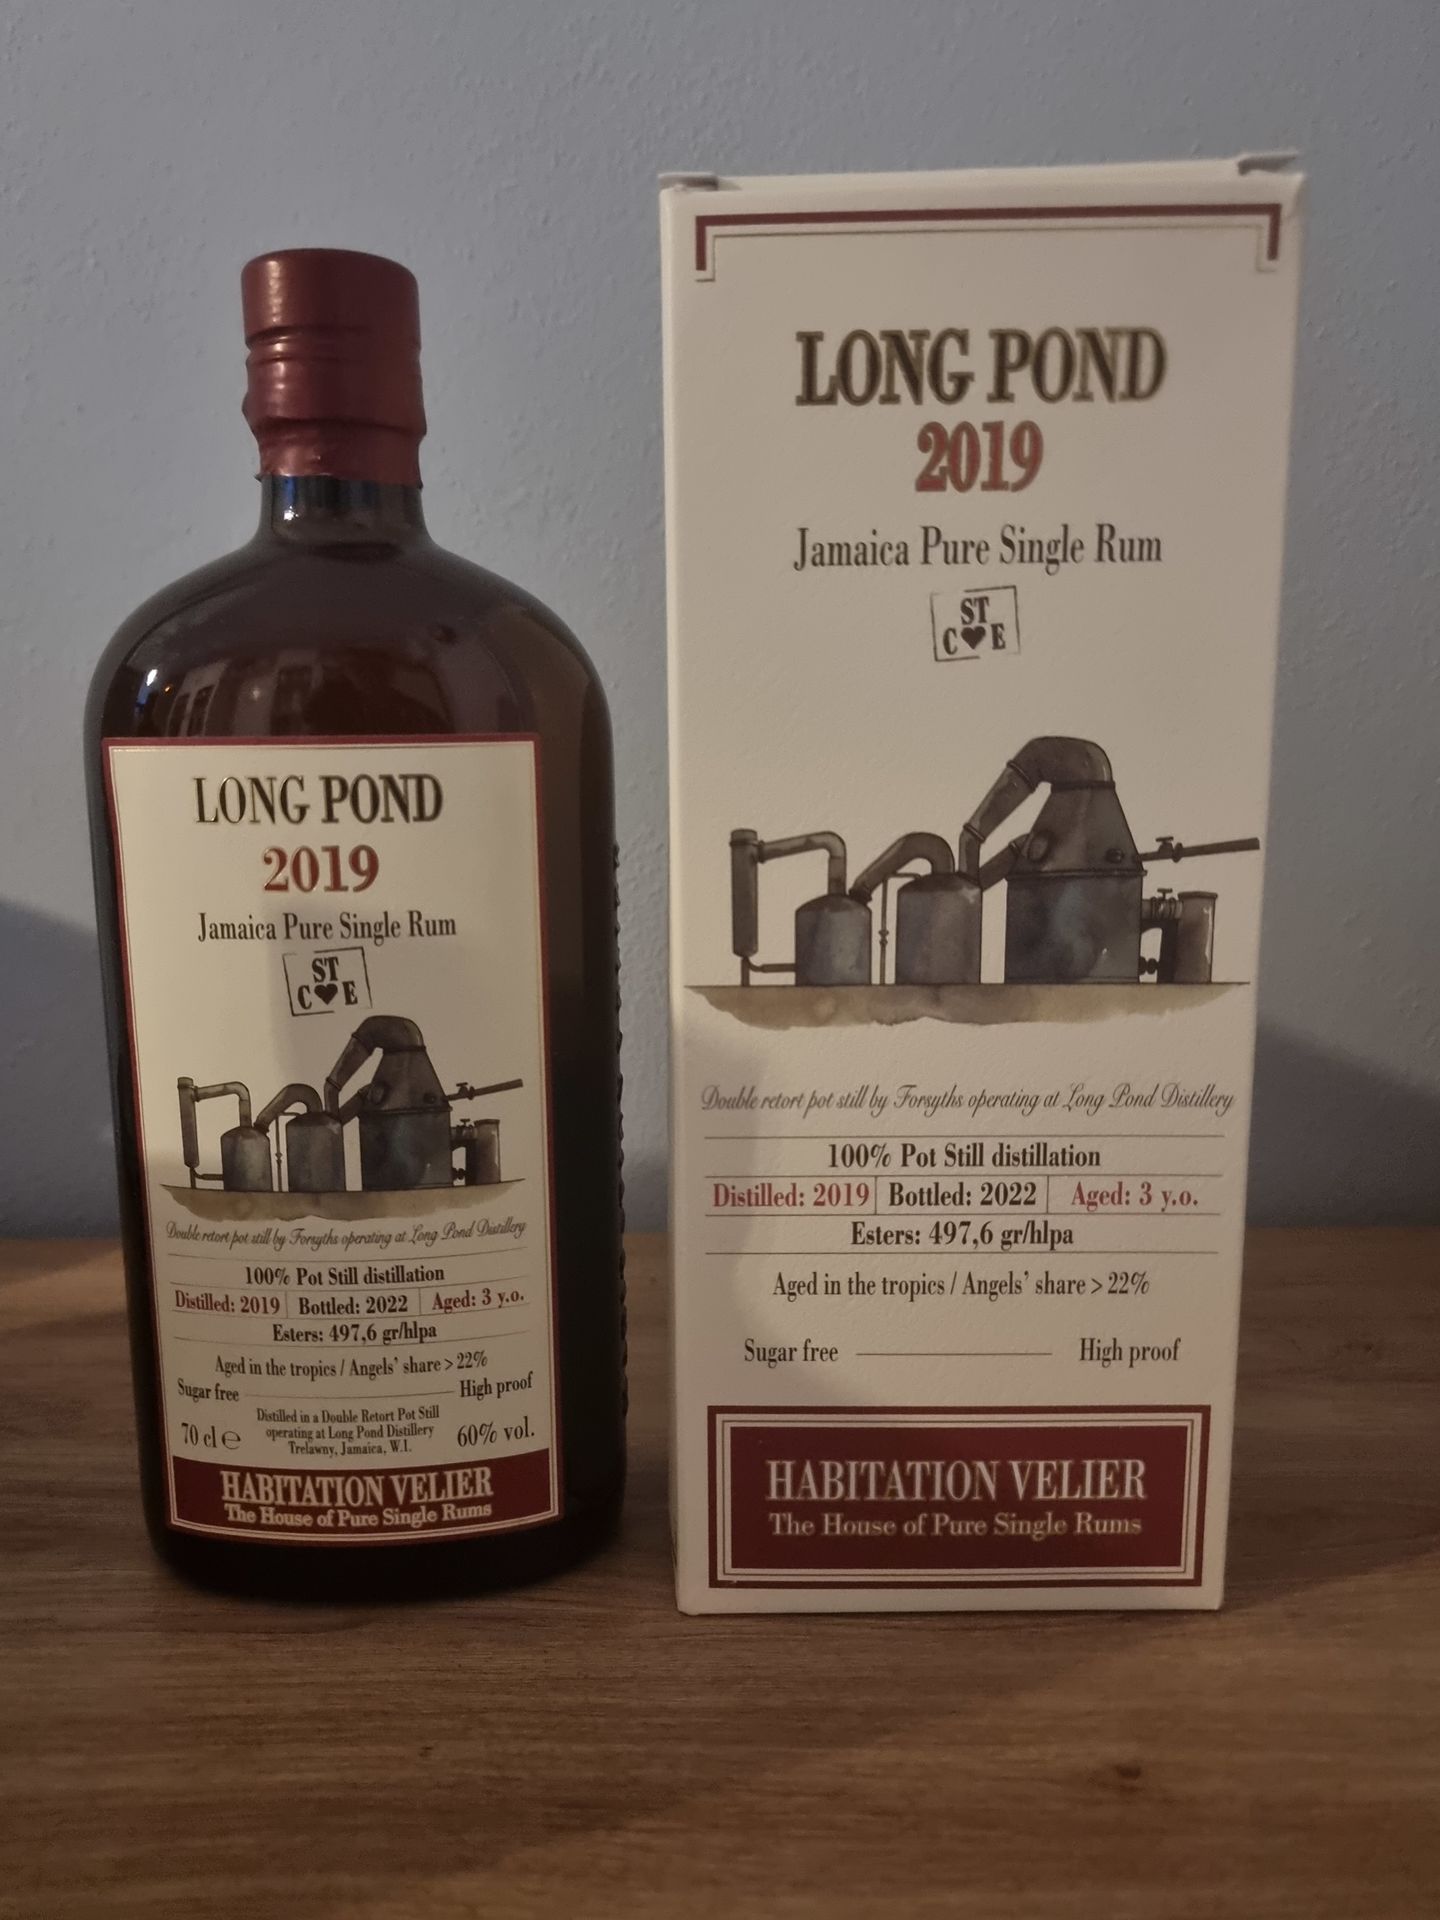 LONG POND
2019
Jamaica Pure Single Rum
ST
C♥E
Double retort pot still by Forsyths operating at Long Pond Distillery
100% Pot Still distillation
Distilled: 2019 Bottled: 2022 Aged: 3 y.o.
Esters: 497,6 gr/hlpa
Aged in the tropics / Angels' share > 22%
Sugar free High proof
70 cl ℮
Distilled in a Double Retort Pot Still
operating at Long Pond Distillery
Trelawny, Jamaica, W.I.
60% vol.
HABITATION VELIER
The House of Pure Single Rums
LONG POND
2019
Jamaica Pure Single Rum
ST
C♥E
Double retort pot still by Forsyths operating at Long Pond Distillery
100% Pot Still distillation
Distilled: 2019 Bottled: 2022 Aged: 3 y.o.
Esters: 497,6 gr/hlpa
Aged in the tropics / Angels' share > 22%
Sugar free High proof
HABITATION VELIER
The House of Pure Single Rums